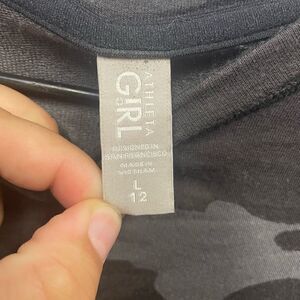 ATHLETA
GIRL
DESIGNED IN
SAN FRANCISCO
MADE IN
VIETNAM
L
12